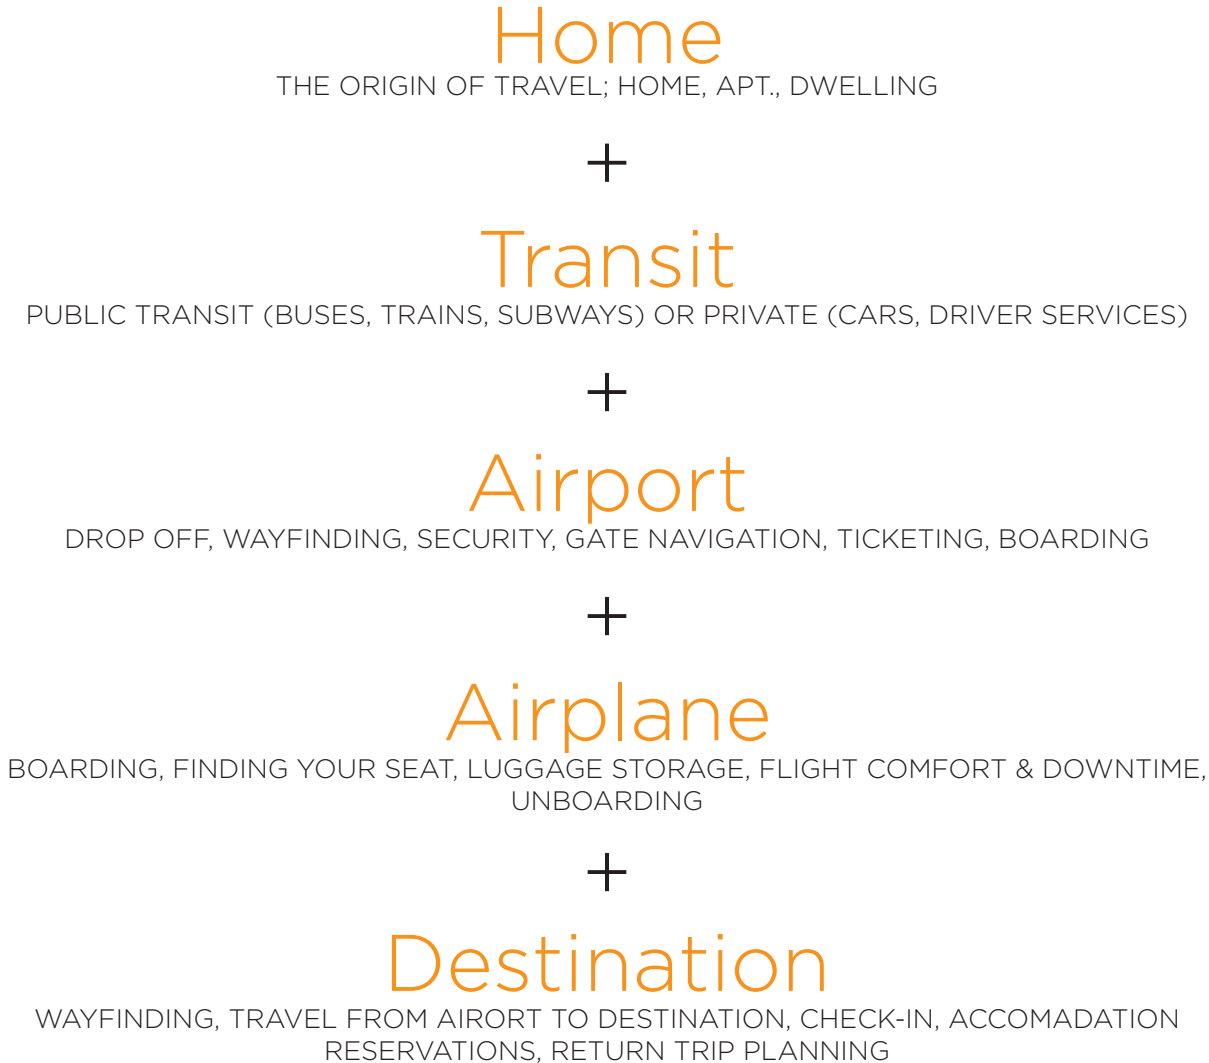 Home
THE ORIGIN OF TRAVEL; HOME, APT., DWELLING
+
Transit
PUBLIC TRANSIT (BUSES, TRAINS, SUBWAYS) OR PRIVATE (CARS, DRIVER SERVICES)
+
Airport
DROP OFF, WAYFINDING, SECURITY, GATE NAVIGATION, TICKETING, BOARDING
+
Airplane
BOARDING, FINDING YOUR SEAT, LUGGAGE STORAGE, FLIGHT COMFORT & DOWNTIME,
UNBOARDING
+
Destination
WAYFINDING, TRAVEL FROM AIRORT TO DESTINATION, CHECK-IN, ACCOMADATION
RESERVATIONS, RETURN TRIP PLANNING